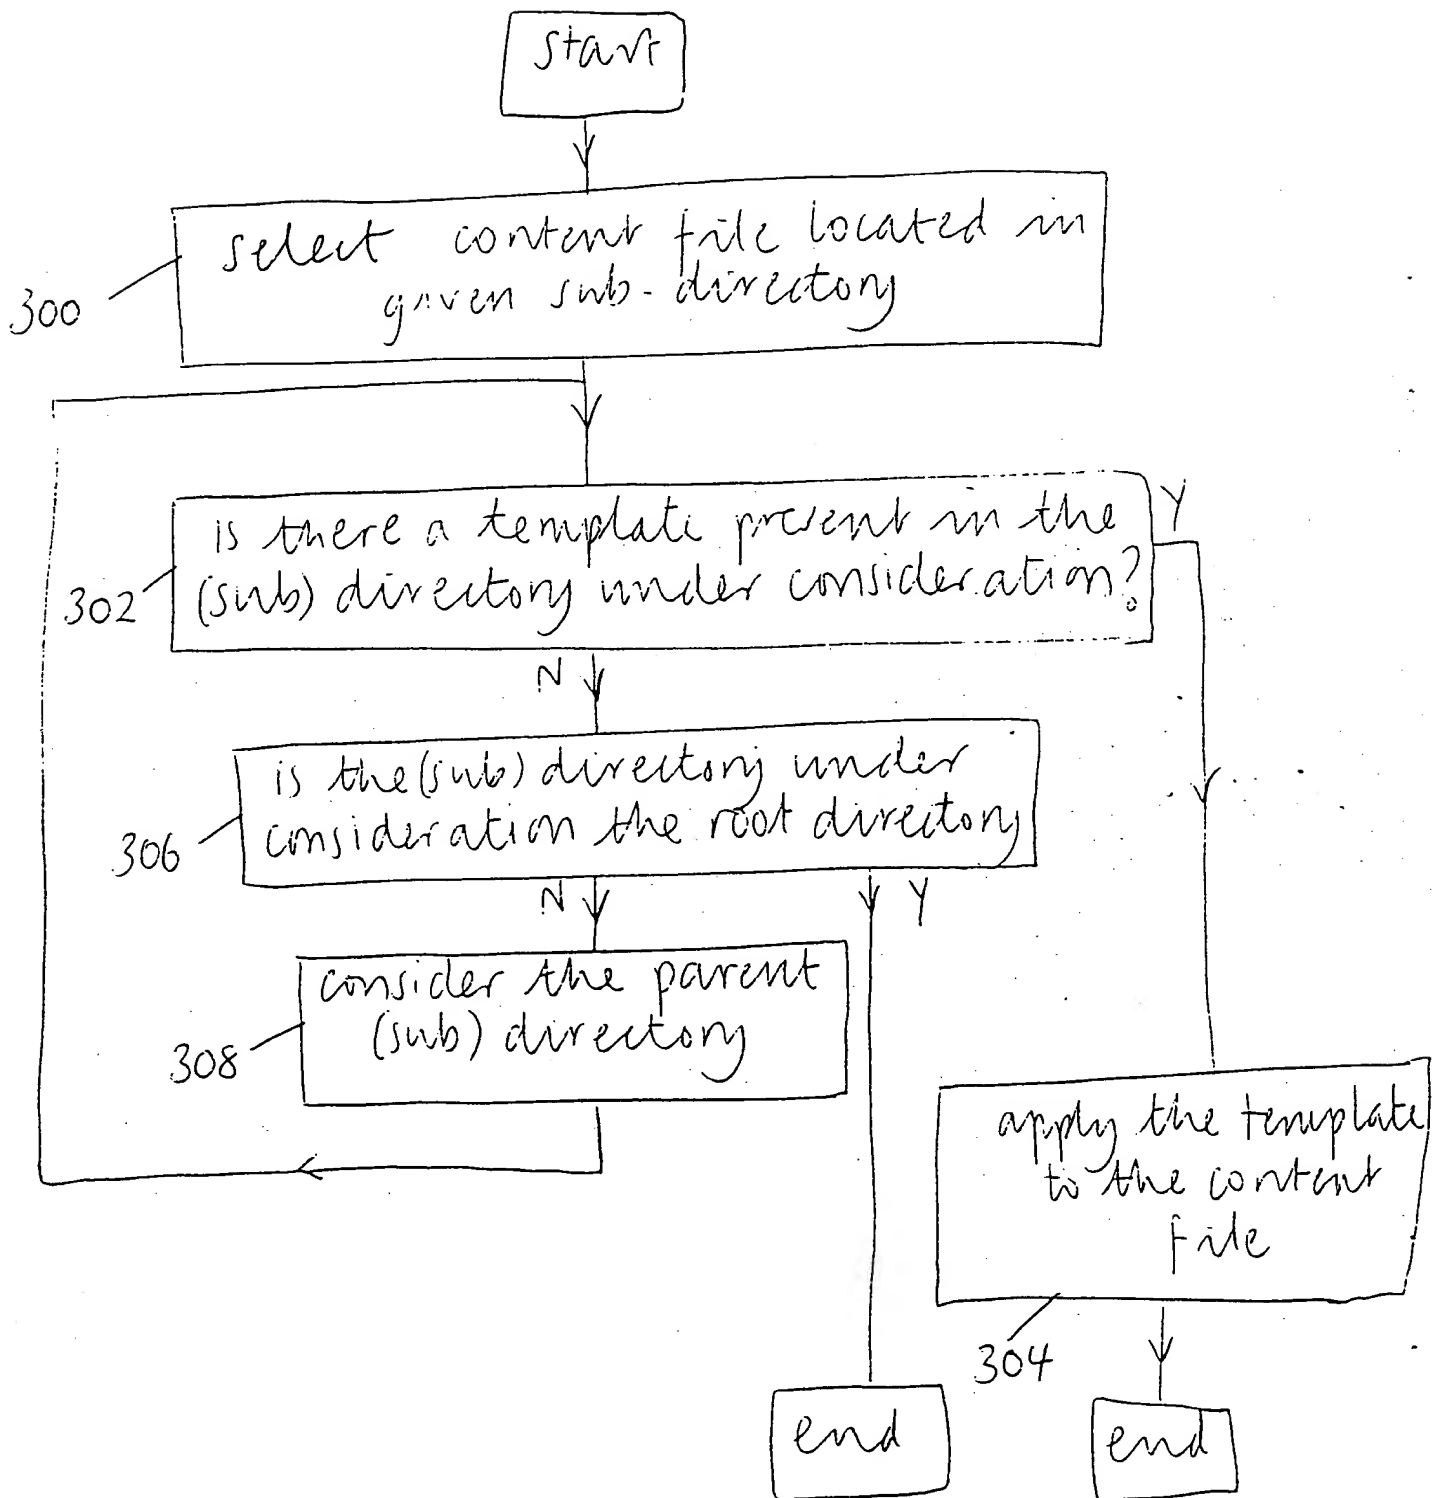 start
select content file located in
given sub-directory
300
is there a template present in the
(sub) directory under consideration?
Y
302
N
is the (sub) directory under
consideration the root directory
306
N
Y
consider the parent
(sub) directory
308
apply the template
to the content
file
304
end
end